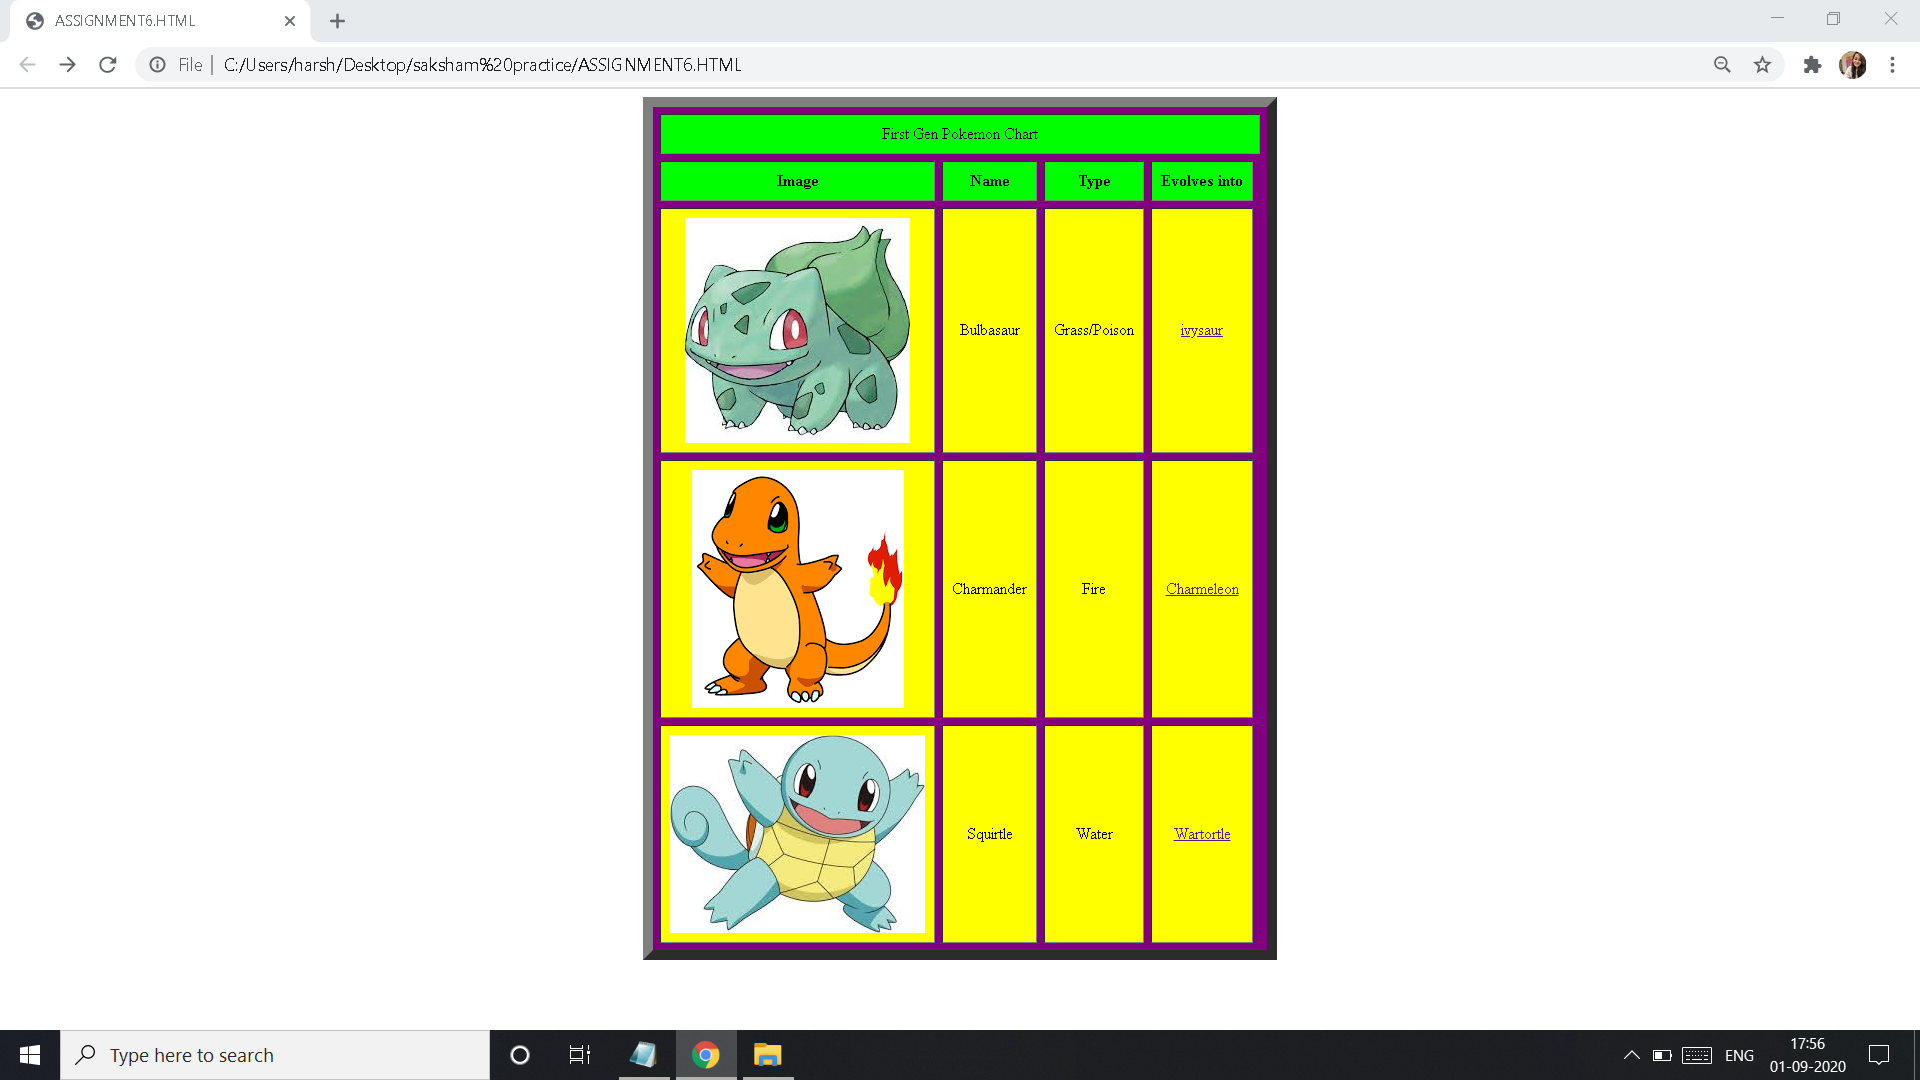 ASSIGNMENT6.HTML
File | C:/Users/harsh/Desktop/saksham%20practice/ASSIGNMENT6.HTML
First Gen Pokemon Chart
Image Name Type Evolves into
Bulbasaur Grass/Poison ivysaur
Charmander Fire Charmeleon
Squirtle Water Wartortle
Type here to search
ENG
17:56
01-09-2020